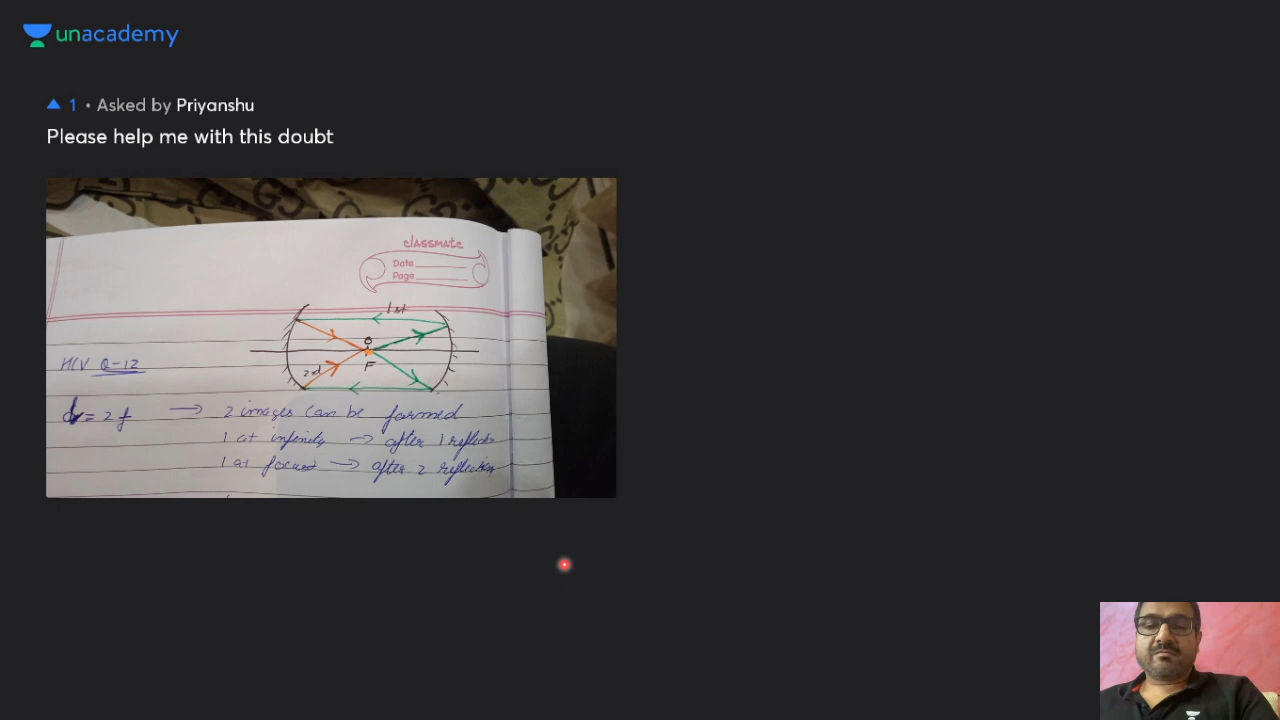 unacademy
1 • Asked by Priyanshu
Please help me with this doubt
classmate
Date
Page
1st
O
2nd
F
HCV Q-12
d = 2f → 2 images can be formed
1 at infinity → after 1 reflectn
1 at focus → after 2 reflection